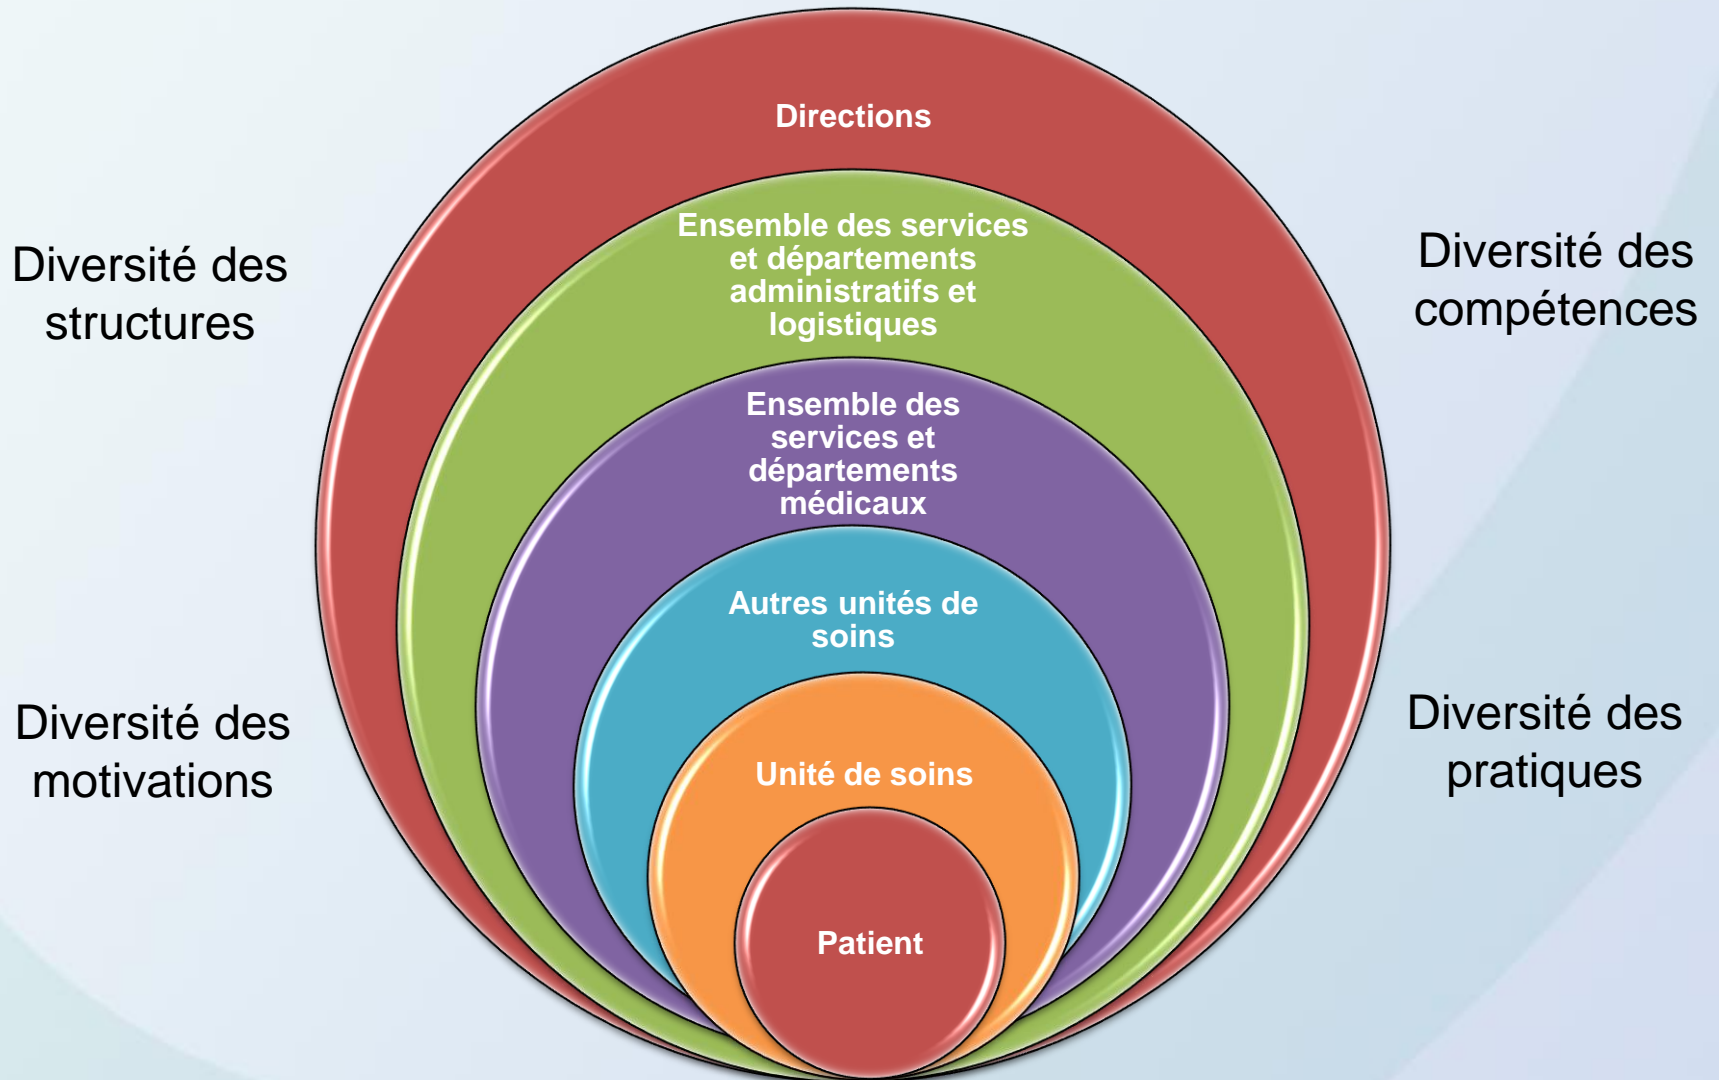 Directions
Ensemble des services
et départements
administratifs et
logistiques
Diversité des
structures
Diversité des
compétences
Ensemble des
services et
départements
médicaux
Autres unités de
soins
Diversité des
motivations
Diversité des
pratiques
Unité de soins
Patient